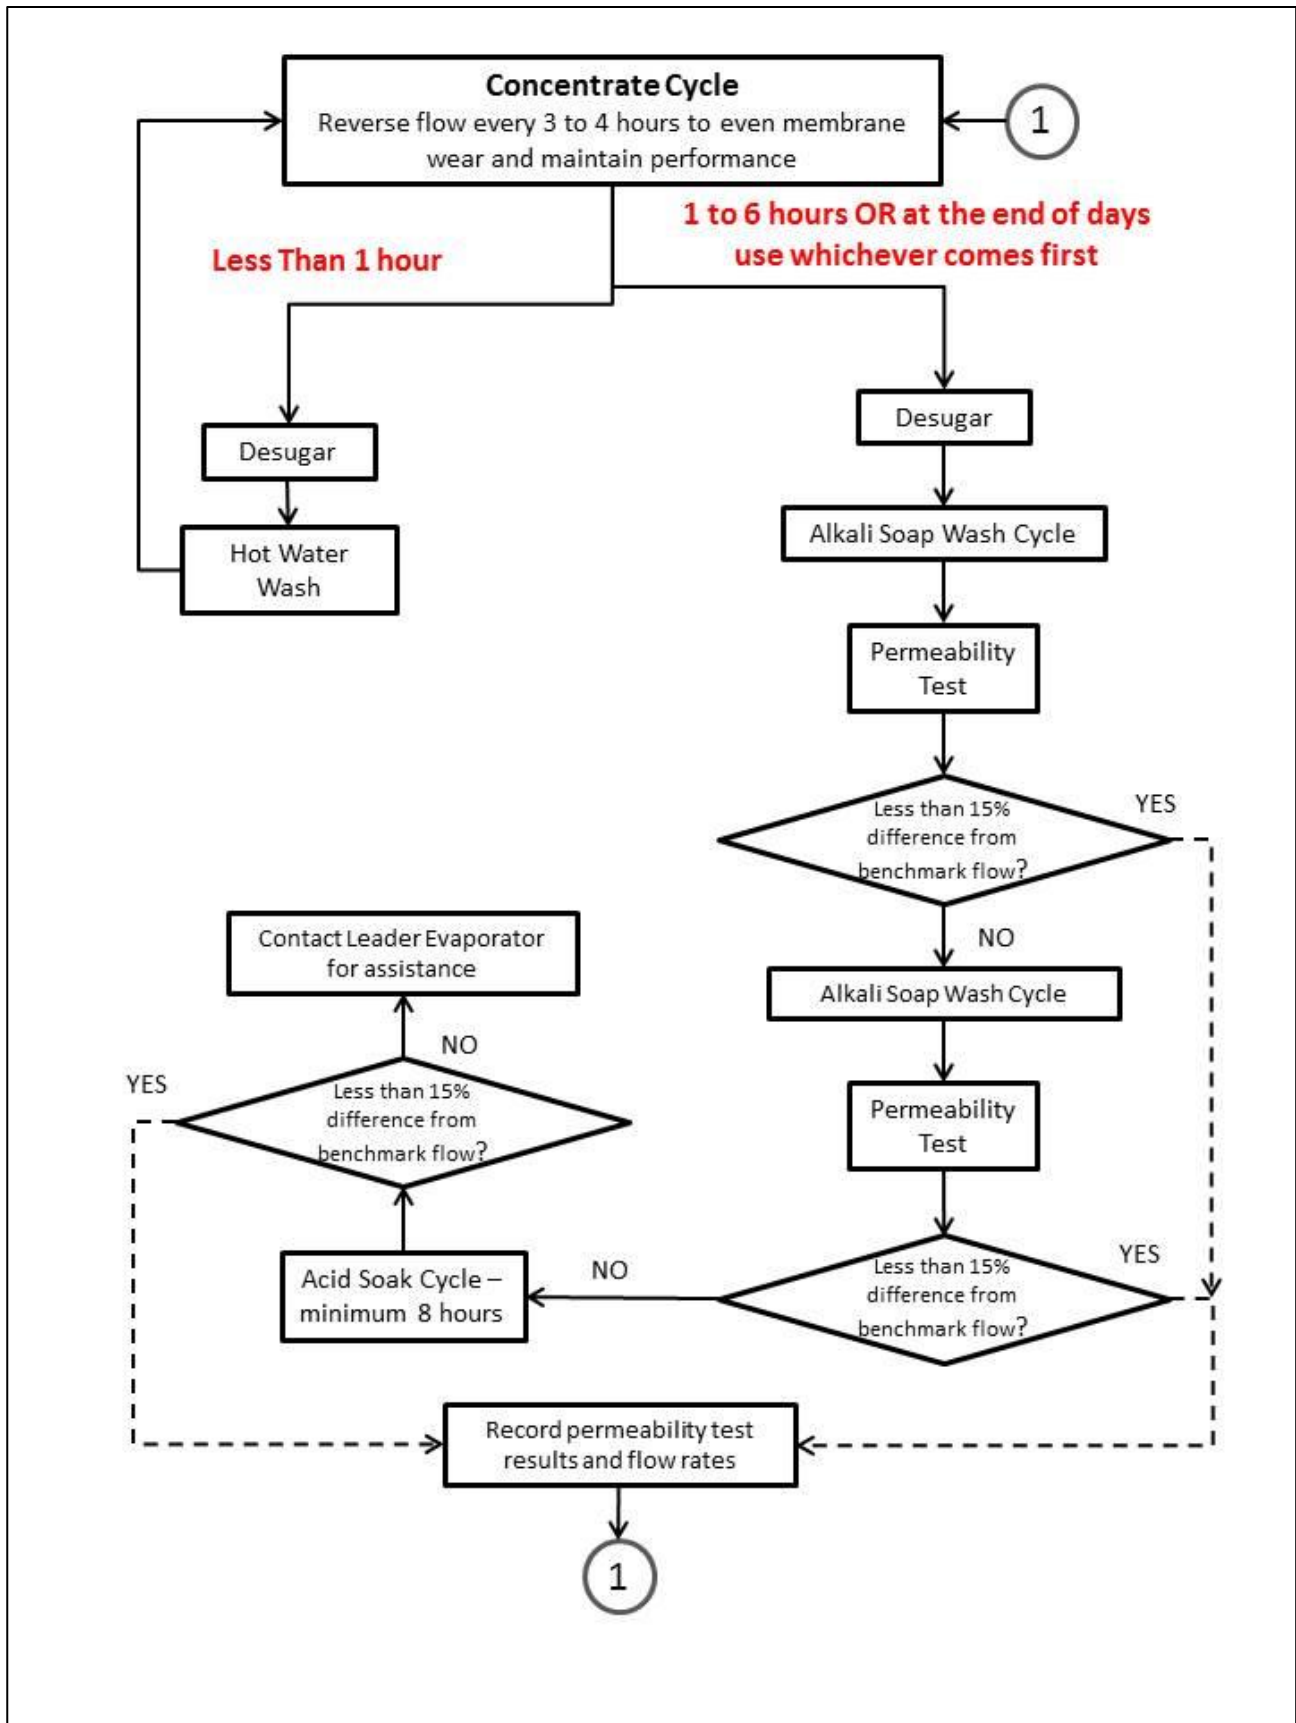 Concentrate Cycle
Reverse flow every 3 to 4 hours to even membrane
wear and maintain performance
1
1 to 6 hours OR at the end of days
use whichever comes first
Less Than 1 hour
Desugar
Hot Water
Wash
Desugar
Alkali Soap Wash Cycle
Permeability
Test
Less than 15%
difference from
benchmark flow?
YES
NO
Alkali Soap Wash Cycle
Permeability
Test
Less than 15%
difference from
benchmark flow?
YES
NO
Acid Soak Cycle –
minimum 8 hours
Less than 15%
difference from
benchmark flow?
YES
NO
Contact Leader Evaporator
for assistance
Record permeability test
results and flow rates
1